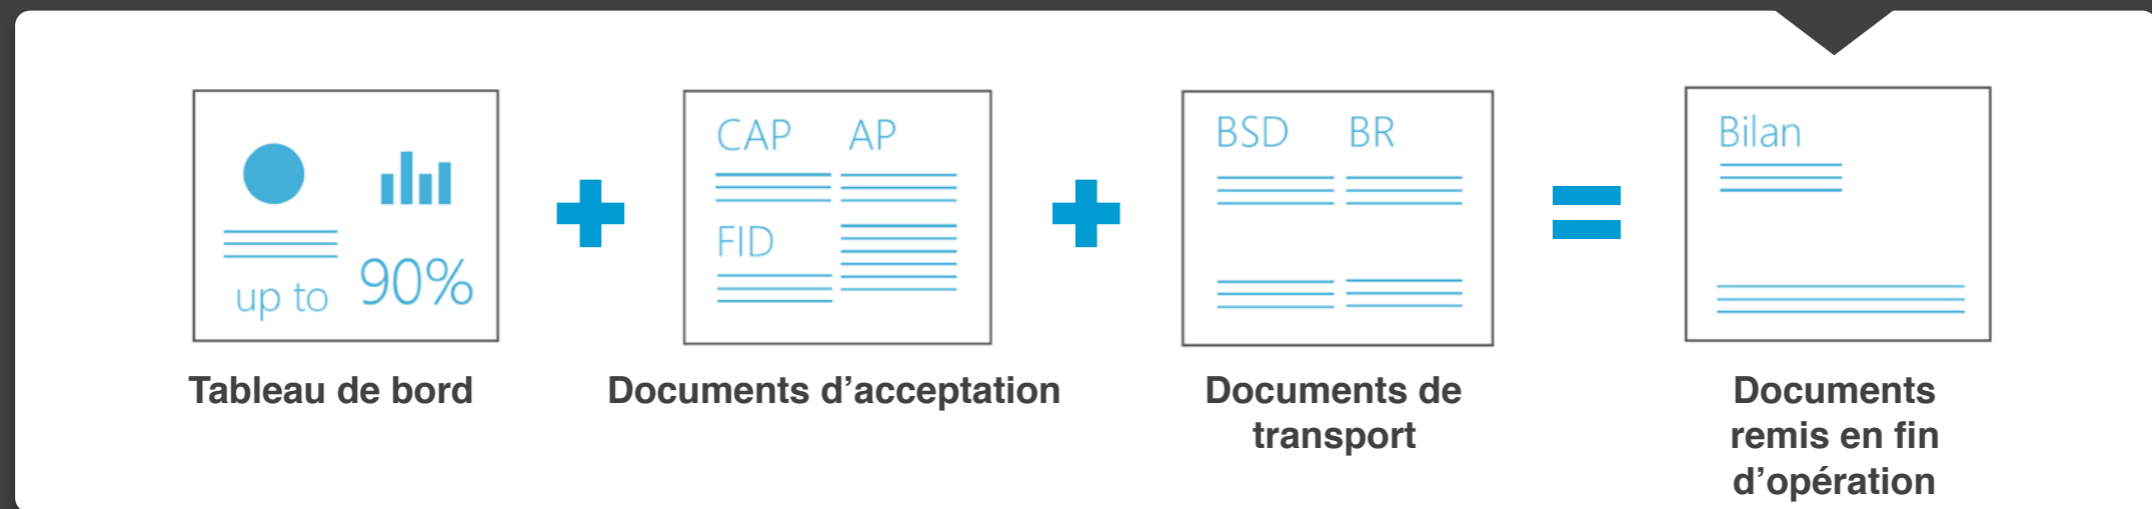 up to 90%
Tableau de bord
CAP AP
FID
Documents d’acceptation
BSD BR
Documents de
transport
Bilan
Documents
remis en fin
d’opération